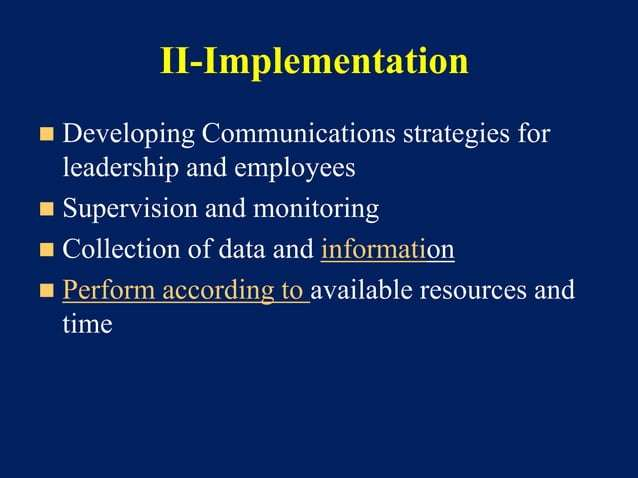 II-Implementation
Developing Communications strategies for
leadership and employees
Supervision and monitoring
Collection of data and information
Perform according to available resources and
time